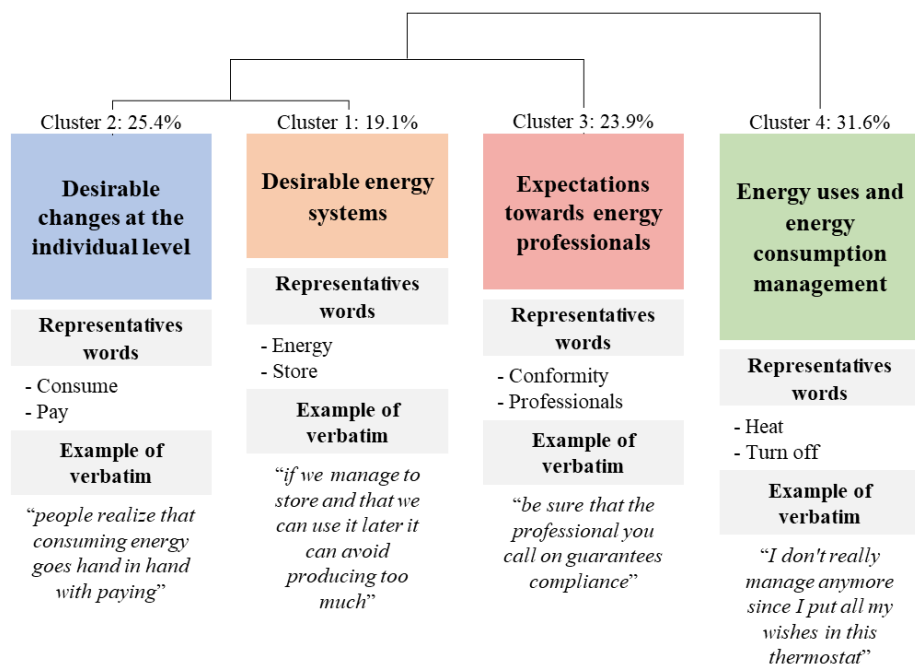 Cluster 2: 25.4%
Desirable
changes at the
individual level
Representatives
words
- Consume
- Pay
Example of
verbatim
“people realize that
consuming energy
goes hand in hand
with paying”
Cluster 1: 19.1%
Desirable energy
systems
Representatives
words
- Energy
- Store
Example of
verbatim
“if we manage to
store and that we
can use it later it
can avoid
producing too
much”
Cluster 3: 23.9%
Expectations
towards energy
professionals
Representatives
words
- Conformity
- Professionals
Example of
verbatim
“be sure that the
professional you
call on guarantees
compliance”
Cluster 4: 31.6%
Energy uses and
energy
consumption
management
Representatives
words
- Heat
- Turn off
Example of
verbatim
“I don't really
manage anymore
since I put all my
wishes in this
thermostat”